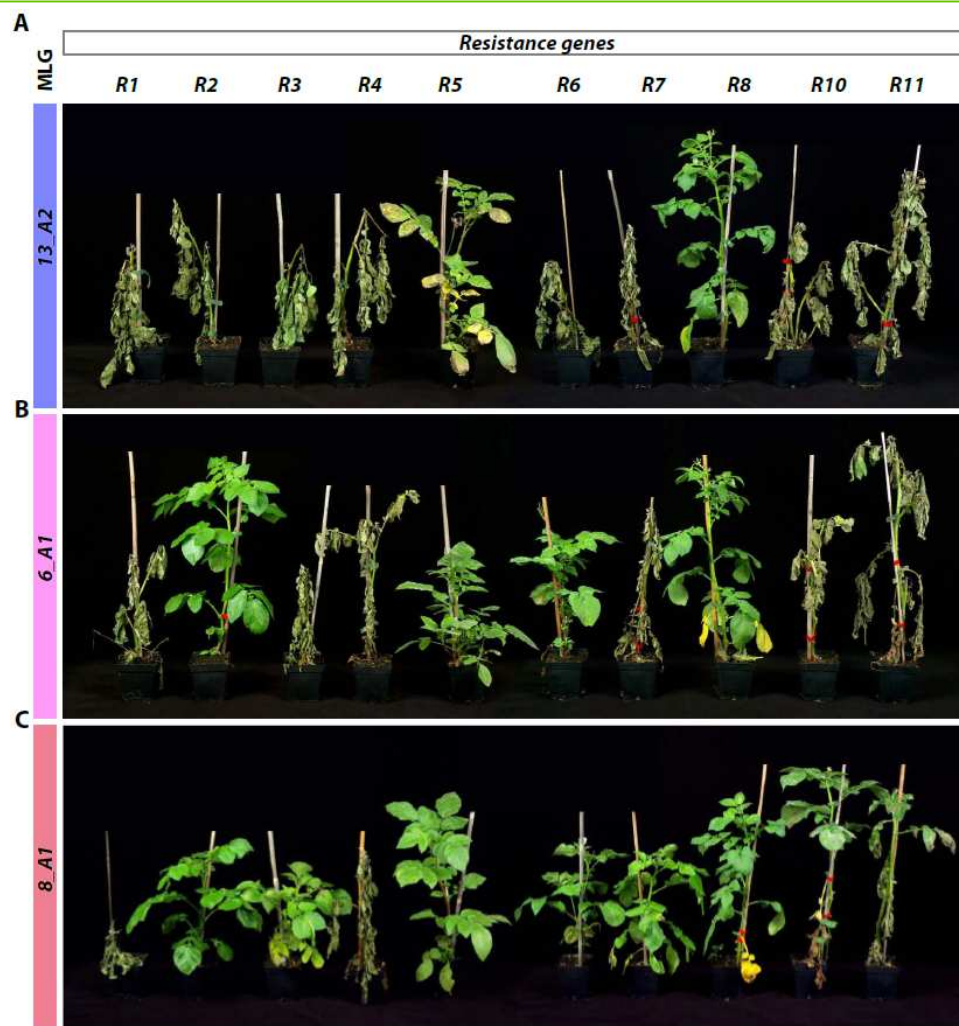 A
Resistance genes
MLG
R1 R2 R3 R4 R5 R6 R7 R8 R10 R11
13_A2
B
6_A1
C
8_A1